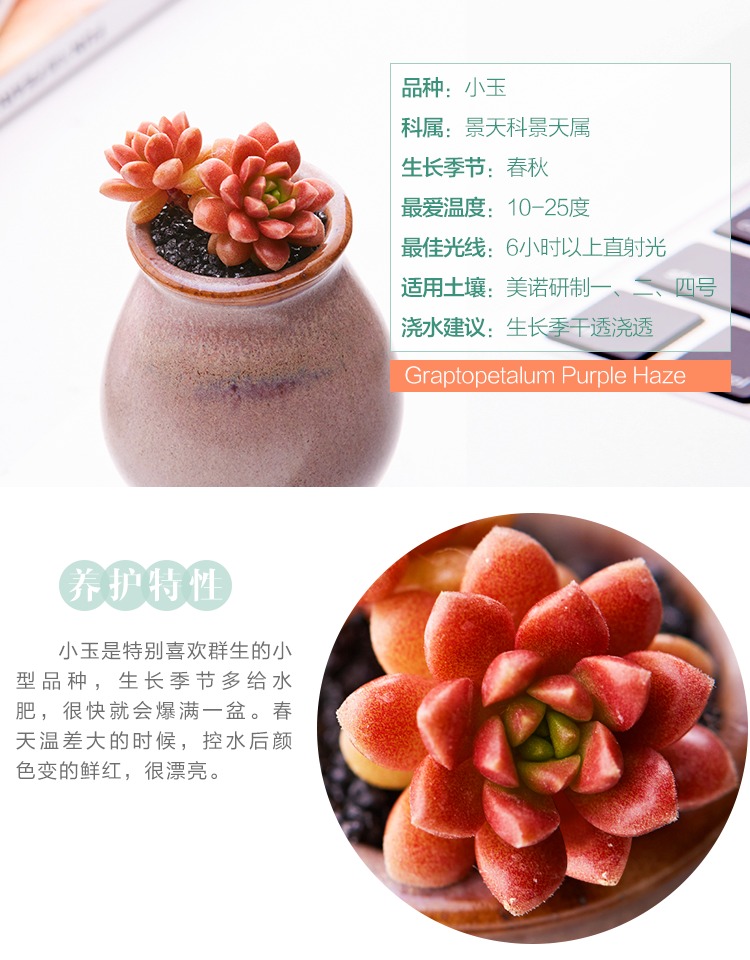 品种：小玉
科属：景天科景天属
生长季节：春秋
最爱温度：10-25度
最佳光线：6小时以上直射光
适用土壤：美诺研制一、二、四号
浇水建议：生长季干透浇透
Graptopetalum Purple Haze
养护特性
小玉是特别喜欢群生的小
型品种，生长季节多给水
肥，很快就会爆满一盆。春
天温差大的时候，控水后颜
色变的鲜红，很漂亮。